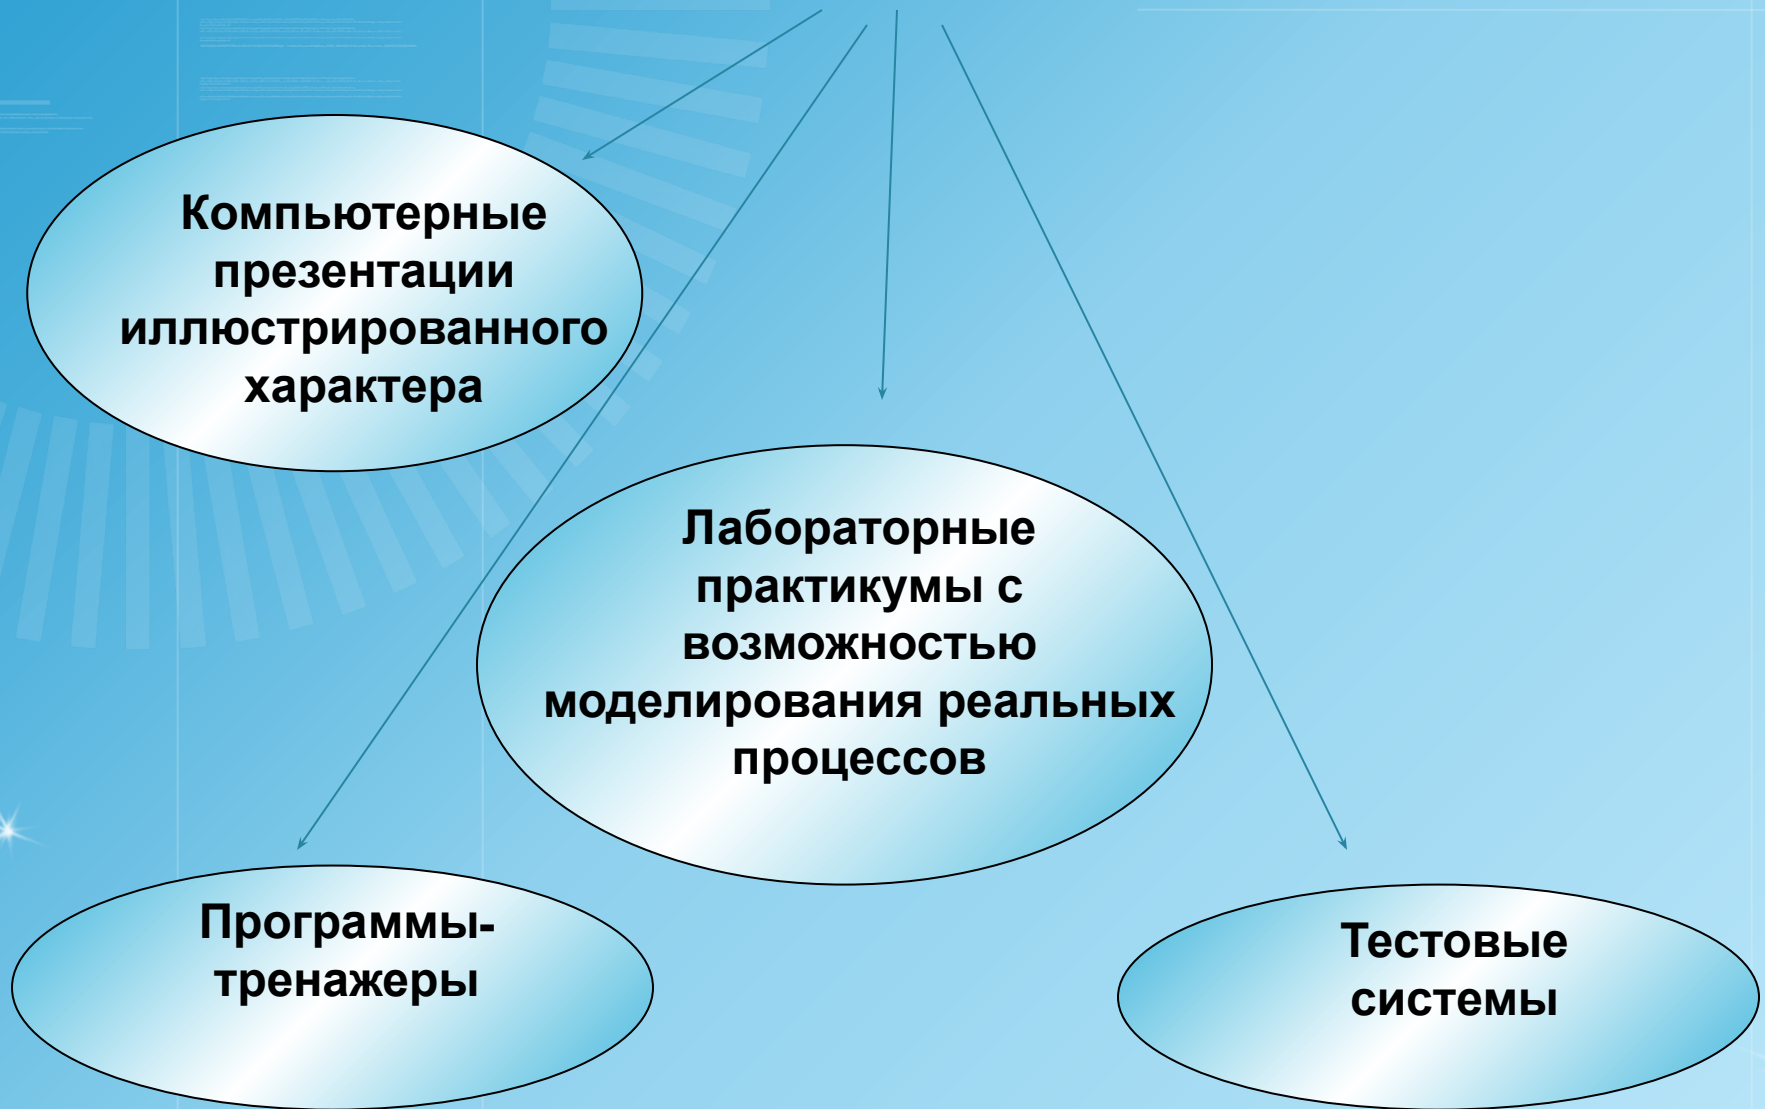 Компьютерные
презентации
иллюстрированного
характера
Лабораторные
практикумы с
возможностью
моделирования реальных
процессов
Программы-
тренажеры
Тестовые
системы